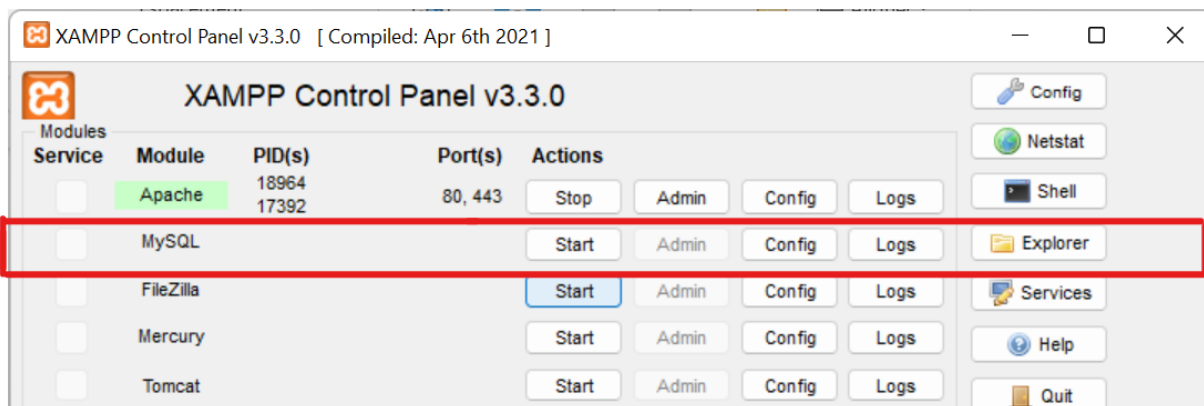 XAMPP Control Panel v3.3.0 [ Compiled: Apr 6th 2021 ]
XAMPP Control Panel v3.3.0
Config
Modules
Service Module PID(s) Port(s) Actions
Netstat
Apache 18964 17392 80, 443 Stop Admin Config Logs
Shell
MySQL Start Admin Config Logs
Explorer
FileZilla Start Admin Config Logs
Services
Mercury Start Admin Config Logs
Help
Tomcat Start Admin Config Logs
Quit